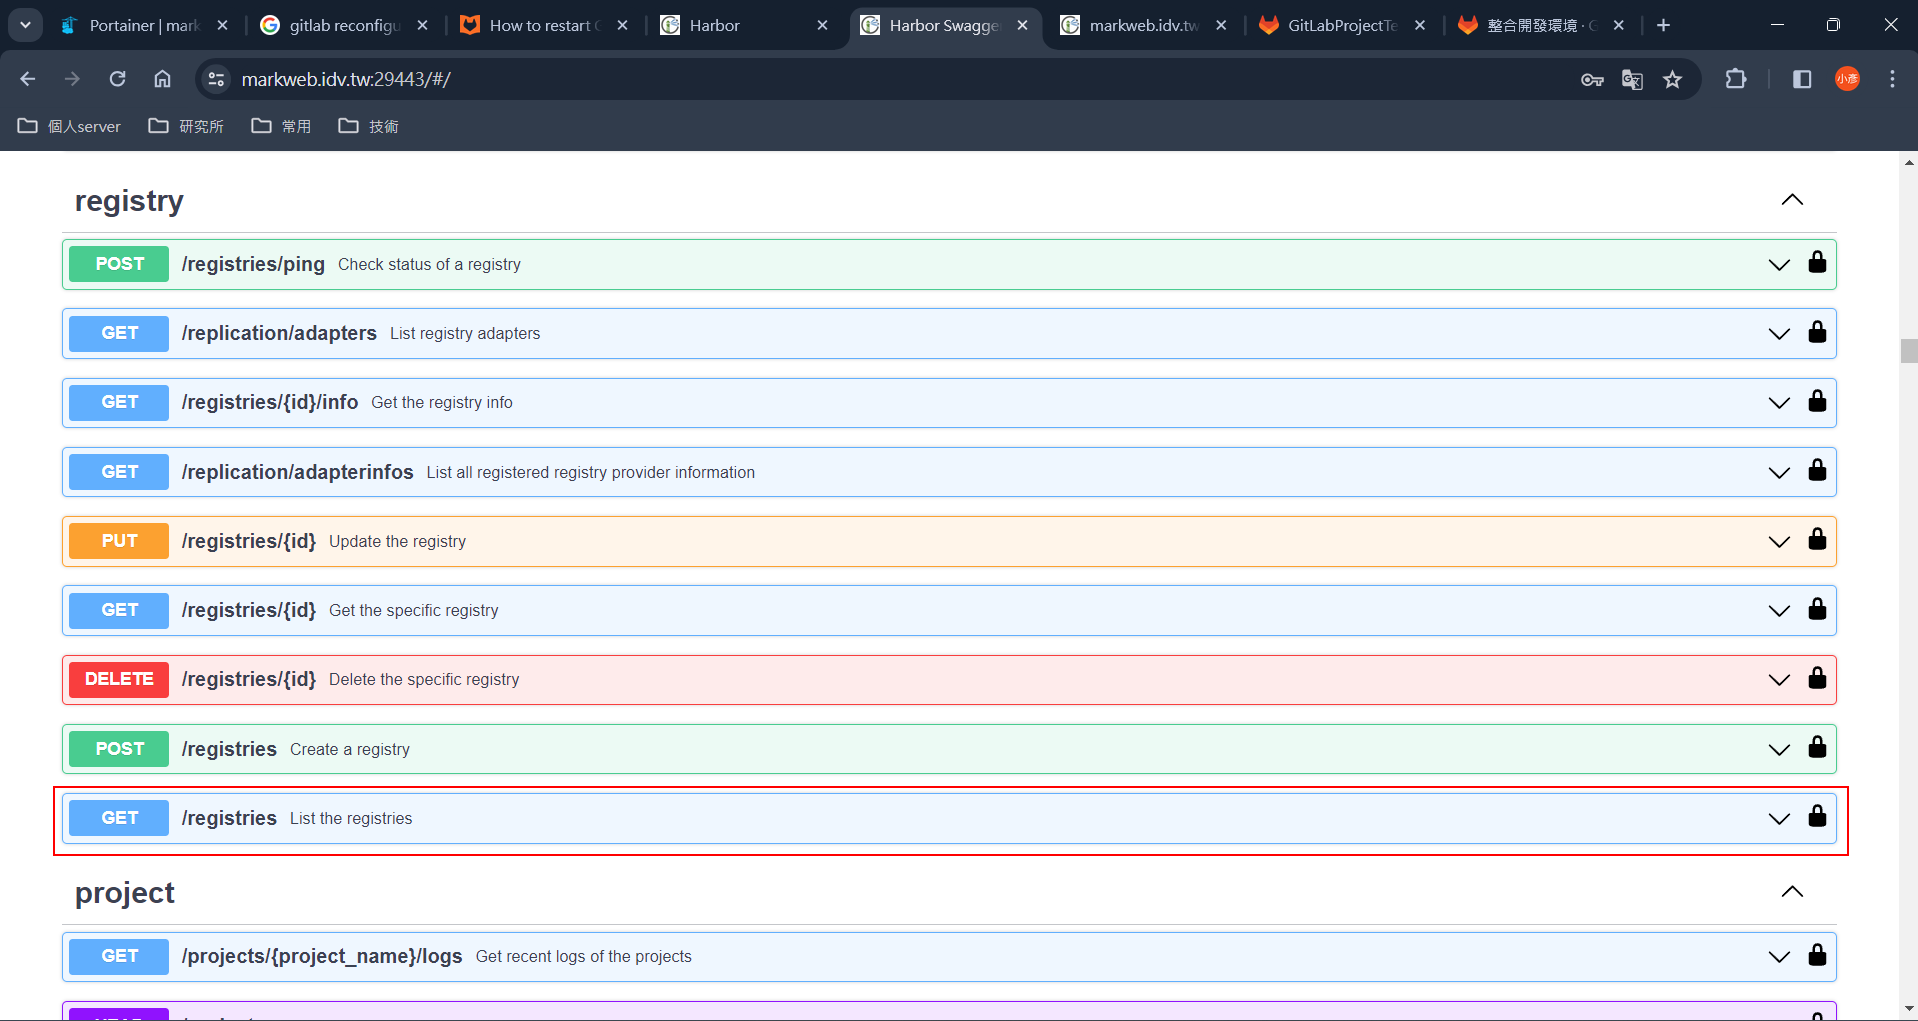 Portainer | mark
gitlab reconfigu
How to restart G
Harbor
Harbor Swagge
markweb.idv.tw
GitLabProjectTe
整合開發環境 · G
markweb.idv.tw:29443/#/
小彥
個人server
研究所
常用
技術
registry
POST /registries/ping Check status of a registry
GET /replication/adapters List registry adapters
GET /registries/{id}/info Get the registry info
GET /replication/adapterinfos List all registered registry provider information
PUT /registries/{id} Update the registry
GET /registries/{id} Get the specific registry
DELETE /registries/{id} Delete the specific registry
POST /registries Create a registry
GET /registries List the registries
project
GET /projects/{project_name}/logs Get recent logs of the projects